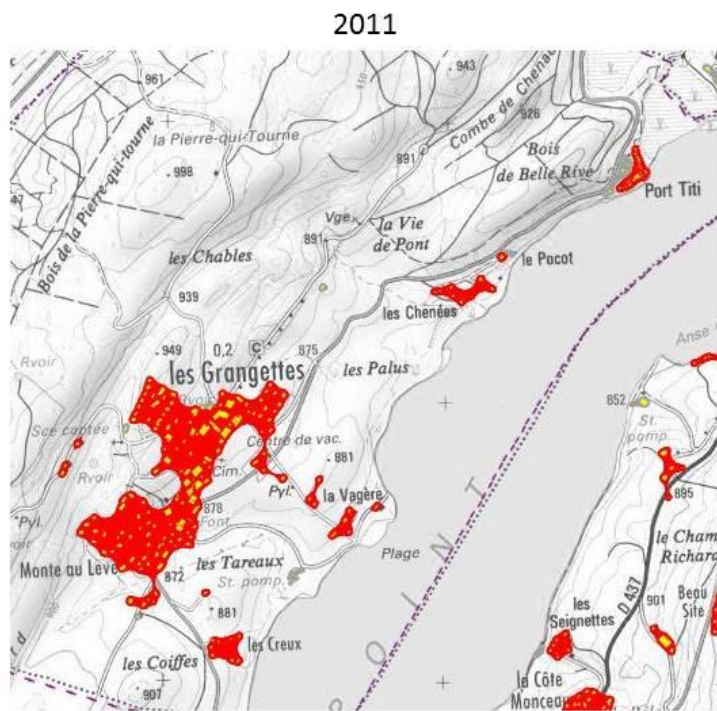 2011
943
961
Combe de Chenau
926
la Pierre-qui-Tourne
891
Bois
de Belle Rive
998
Port Titi
Vge
la Vie
de Pont
Bois de la Pierre-qui-tourne
891
les Chables
le Pocot
939
les Chenées
Anse
949
0,2
C
875
Rvoir
les Grangettes
les Palus
852
Rvoir
St.
pomp.
Sce captée
Centre de vac.
881
Cim.
Rvoir
895
Pyl.
la Vagère
878
Font
Pyl.
le Cham
Richard
Plage
les Tareaux
Monte au Lève
872
St. pomp.
D 437
Beau
Site
881
les
Seignettes
901
les Creux
les Coiffes
la Côte
Monceau
907
P O I N T